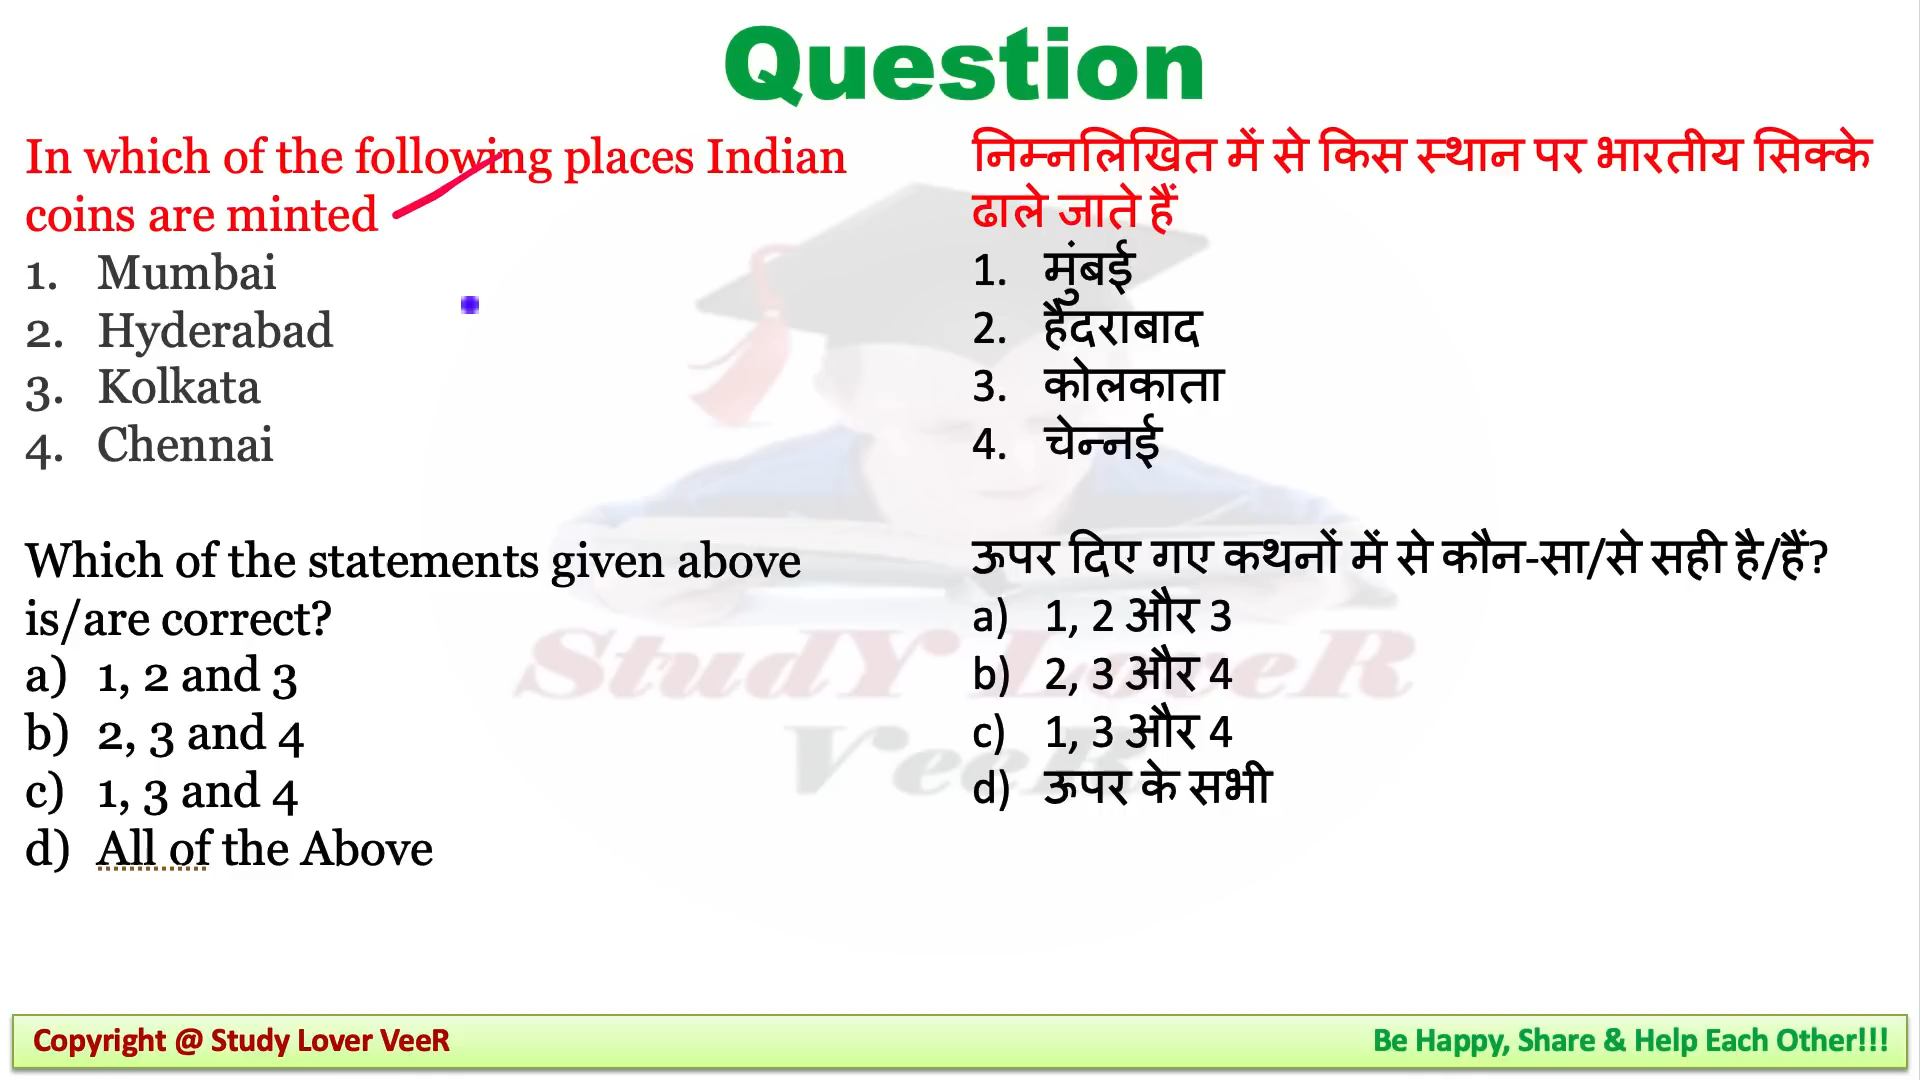 Question
In which of the following places Indian
coins are minted
1. Mumbai
2. Hyderabad
3. Kolkata
4. Chennai
Which of the statements given above
is/are correct?
a) 1, 2 and 3
b) 2, 3 and 4
c) 1, 3 and 4
d) All of the Above
निम्नलिखित में से किस स्थान पर भारतीय सिक्के
ढाले जाते हैं
1. मुंबई
2. हैदराबाद
3. कोलकाता
4. चेन्नई
ऊपर दिए गए कथनों में से कौन-सा/से सही है/हैं?
a) 1, 2 और 3
b) 2, 3 और 4
c) 1, 3 और 4
d) ऊपर के सभी
StudY LoveR
VeeR
Copyright @ Study Lover VeeR
Be Happy, Share & Help Each Other!!!